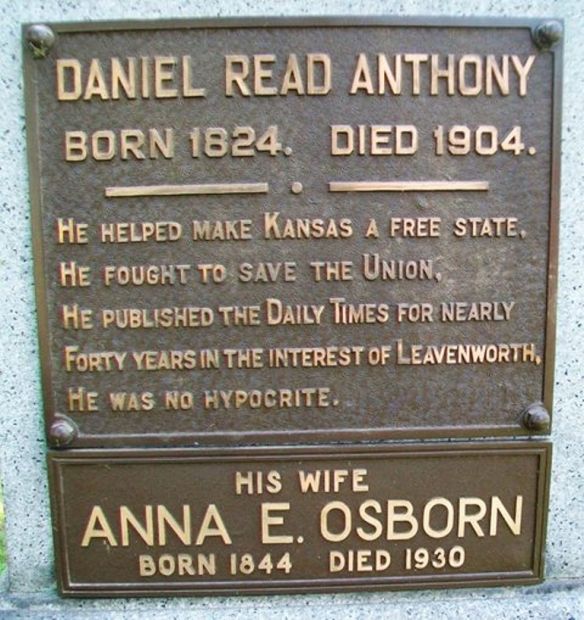 DANIEL READ ANTHONY
BORN 1824. DIED 1904.
HE HELPED MAKE KANSAS A FREE STATE,
HE FOUGHT TO SAVE THE UNION,
HE PUBLISHED THE DAILY TIMES FOR NEARLY
FORTY YEARS IN THE INTEREST OF LEAVENWORTH,
HE WAS NO HYPOCRITE.
HIS WIFE
ANNA E. OSBORN
BORN 1844 DIED 1930